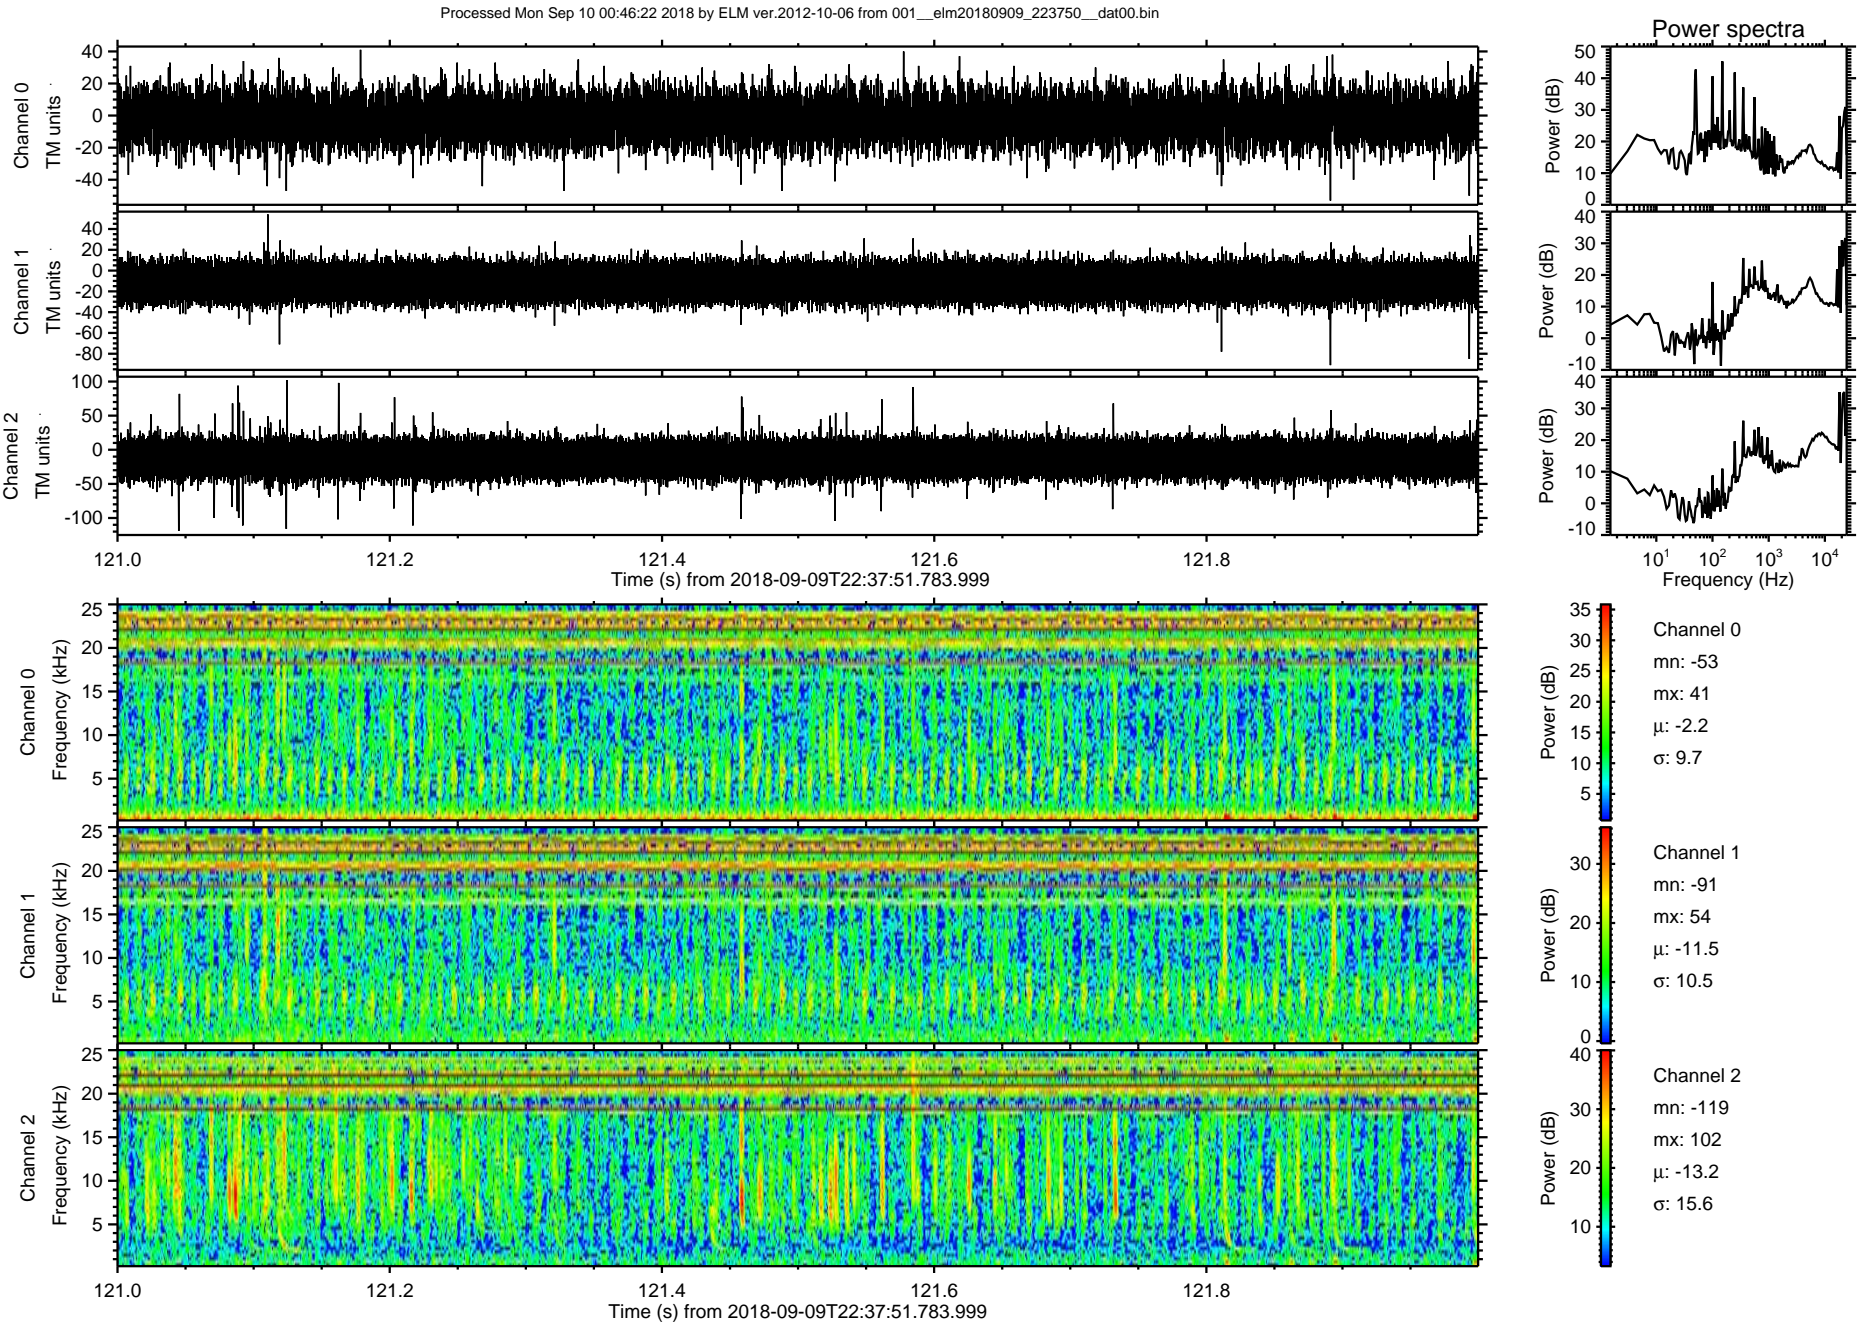 Processed Mon Sep 10 00:46:22 2018 by ELM ver.2012-10-06 from 001__elm20180909_223750__dat00.bin
Power spectra
Channel 0
TM units
40
20
0
-20
-40
Power (dB)
50
40
30
20
10
0
Channel 1
TM units
40
20
0
-20
-40
-60
-80
Power (dB)
40
30
20
10
0
-10
Channel 2
TM units
100
50
0
-50
-100
Power (dB)
40
30
20
10
0
-10
121.0 121.2 121.4 121.6 121.8
Time (s) from 2018-09-09T22:37:51.783.999
10¹ 10² 10³ 10⁴
Frequency (Hz)
Channel 0
Frequency (kHz)
25
20
15
10
5
Power (dB)
35
30
25
20
15
10
5
Channel 0
mn: -53
mx: 41
μ: -2.2
σ: 9.7
Channel 1
Frequency (kHz)
25
20
15
10
5
Power (dB)
30
20
10
0
Channel 1
mn: -91
mx: 54
μ: -11.5
σ: 10.5
Channel 2
Frequency (kHz)
25
20
15
10
5
Power (dB)
40
30
20
10
Channel 2
mn: -119
mx: 102
μ: -13.2
σ: 15.6
121.0 121.2 121.4 121.6 121.8
Time (s) from 2018-09-09T22:37:51.783.999